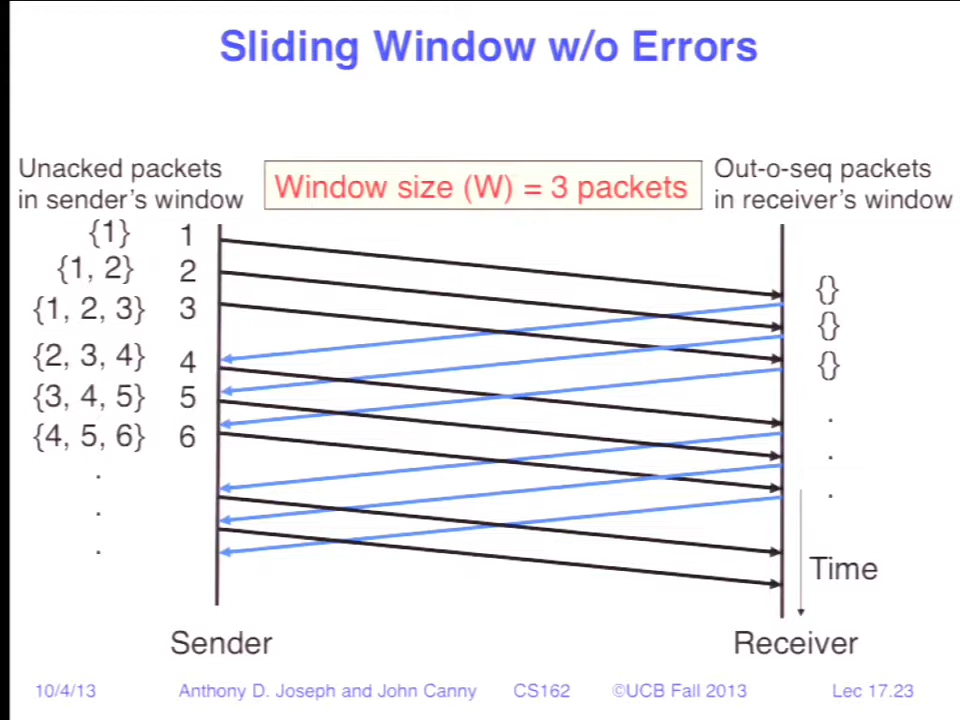 Sliding Window w/o Errors
Unacked packets
in sender's window
Window size (W) = 3 packets
Out-o-seq packets
in receiver's window
{1} 1
{1, 2} 2
{}
{1, 2, 3} 3
{}
{2, 3, 4} 4
{}
{3, 4, 5} 5
.
{4, 5, 6} 6
.
.
.
.
.
Time
Sender
Receiver
10/4/13
Anthony D. Joseph and John Canny
CS162
©UCB Fall 2013
Lec 17.23